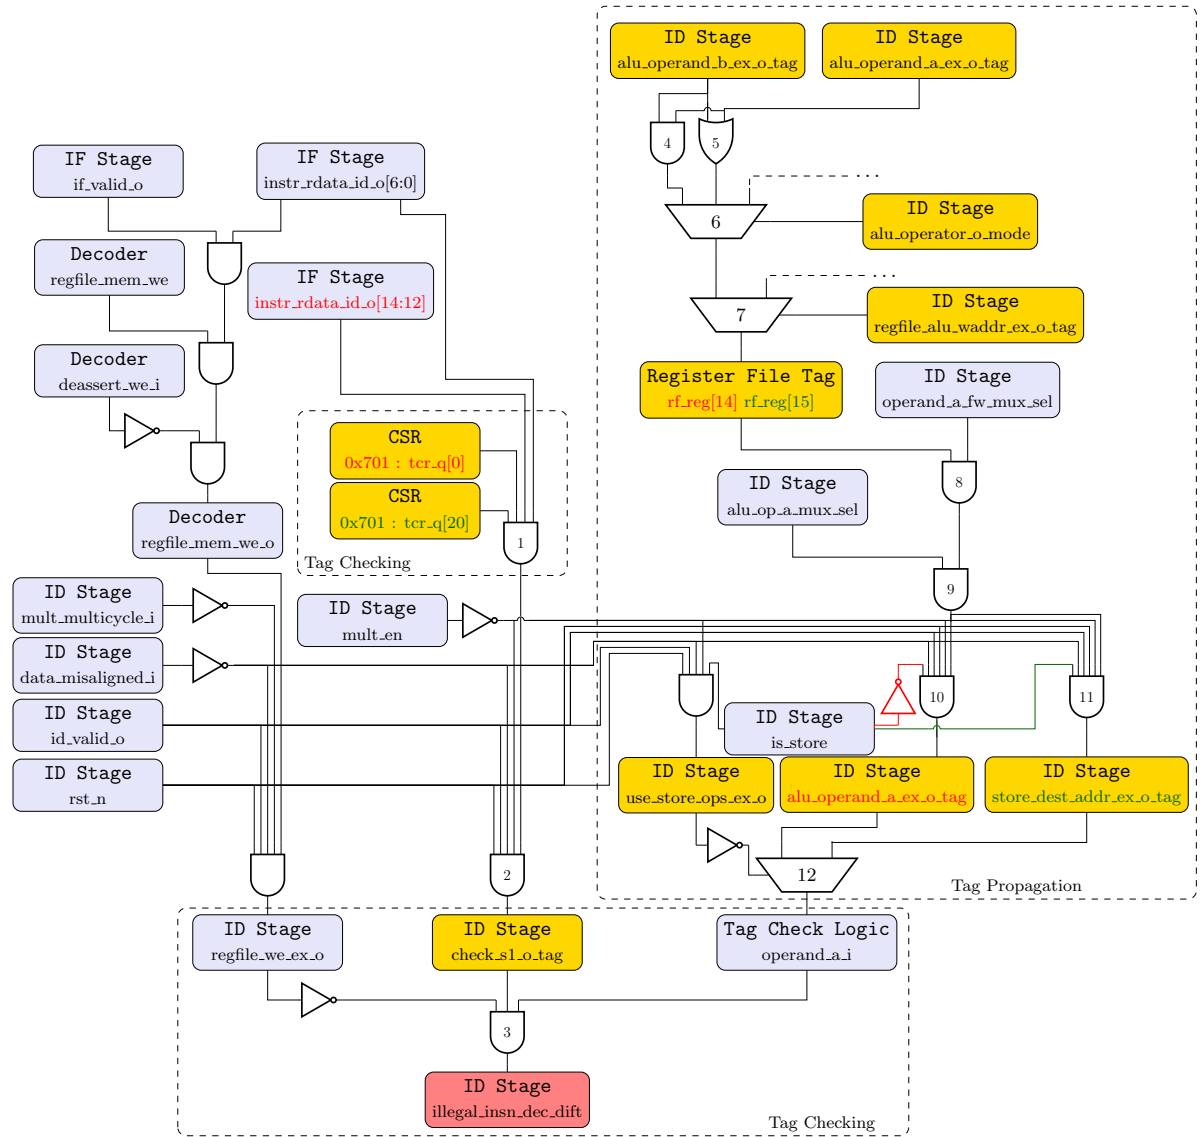 ID Stage
alu_operand_b_ex_o_tag
ID Stage
alu_operand_a_ex_o_tag
4
5
IF Stage
if_valid_o
IF Stage
instr_rdata_id_o[6:0]
...
6
ID Stage
alu_operator_o_mode
Decoder
regfile_mem_we
IF Stage
instr_rdata_id_o[14:12]
...
7
ID Stage
regfile_alu_waddr_ex_o_tag
Decoder
deassert_we_i
Register File Tag
rf_reg[14] rf_reg[15]
ID Stage
operand_a_fw_mux_sel
CSR
0x701 : tcr_q[0]
CSR
0x701 : tcr_q[20]
1
Tag Checking
8
ID Stage
alu_op_a_mux_sel
Decoder
regfile_mem_we_o
9
ID Stage
mult_multicycle_i
ID Stage
mult_en
ID Stage
data_misaligned_i
10
11
ID Stage
id_valid_o
ID Stage
is_store
ID Stage
rst_n
ID Stage
use_store_ops_ex_o
ID Stage
alu_operand_a_ex_o_tag
ID Stage
store_dest_addr_ex_o_tag
2
12
Tag Propagation
ID Stage
regfile_we_ex_o
ID Stage
check_s1_o_tag
Tag Check Logic
operand_a_i
3
ID Stage
illegal_insn_dec_dift
Tag Checking